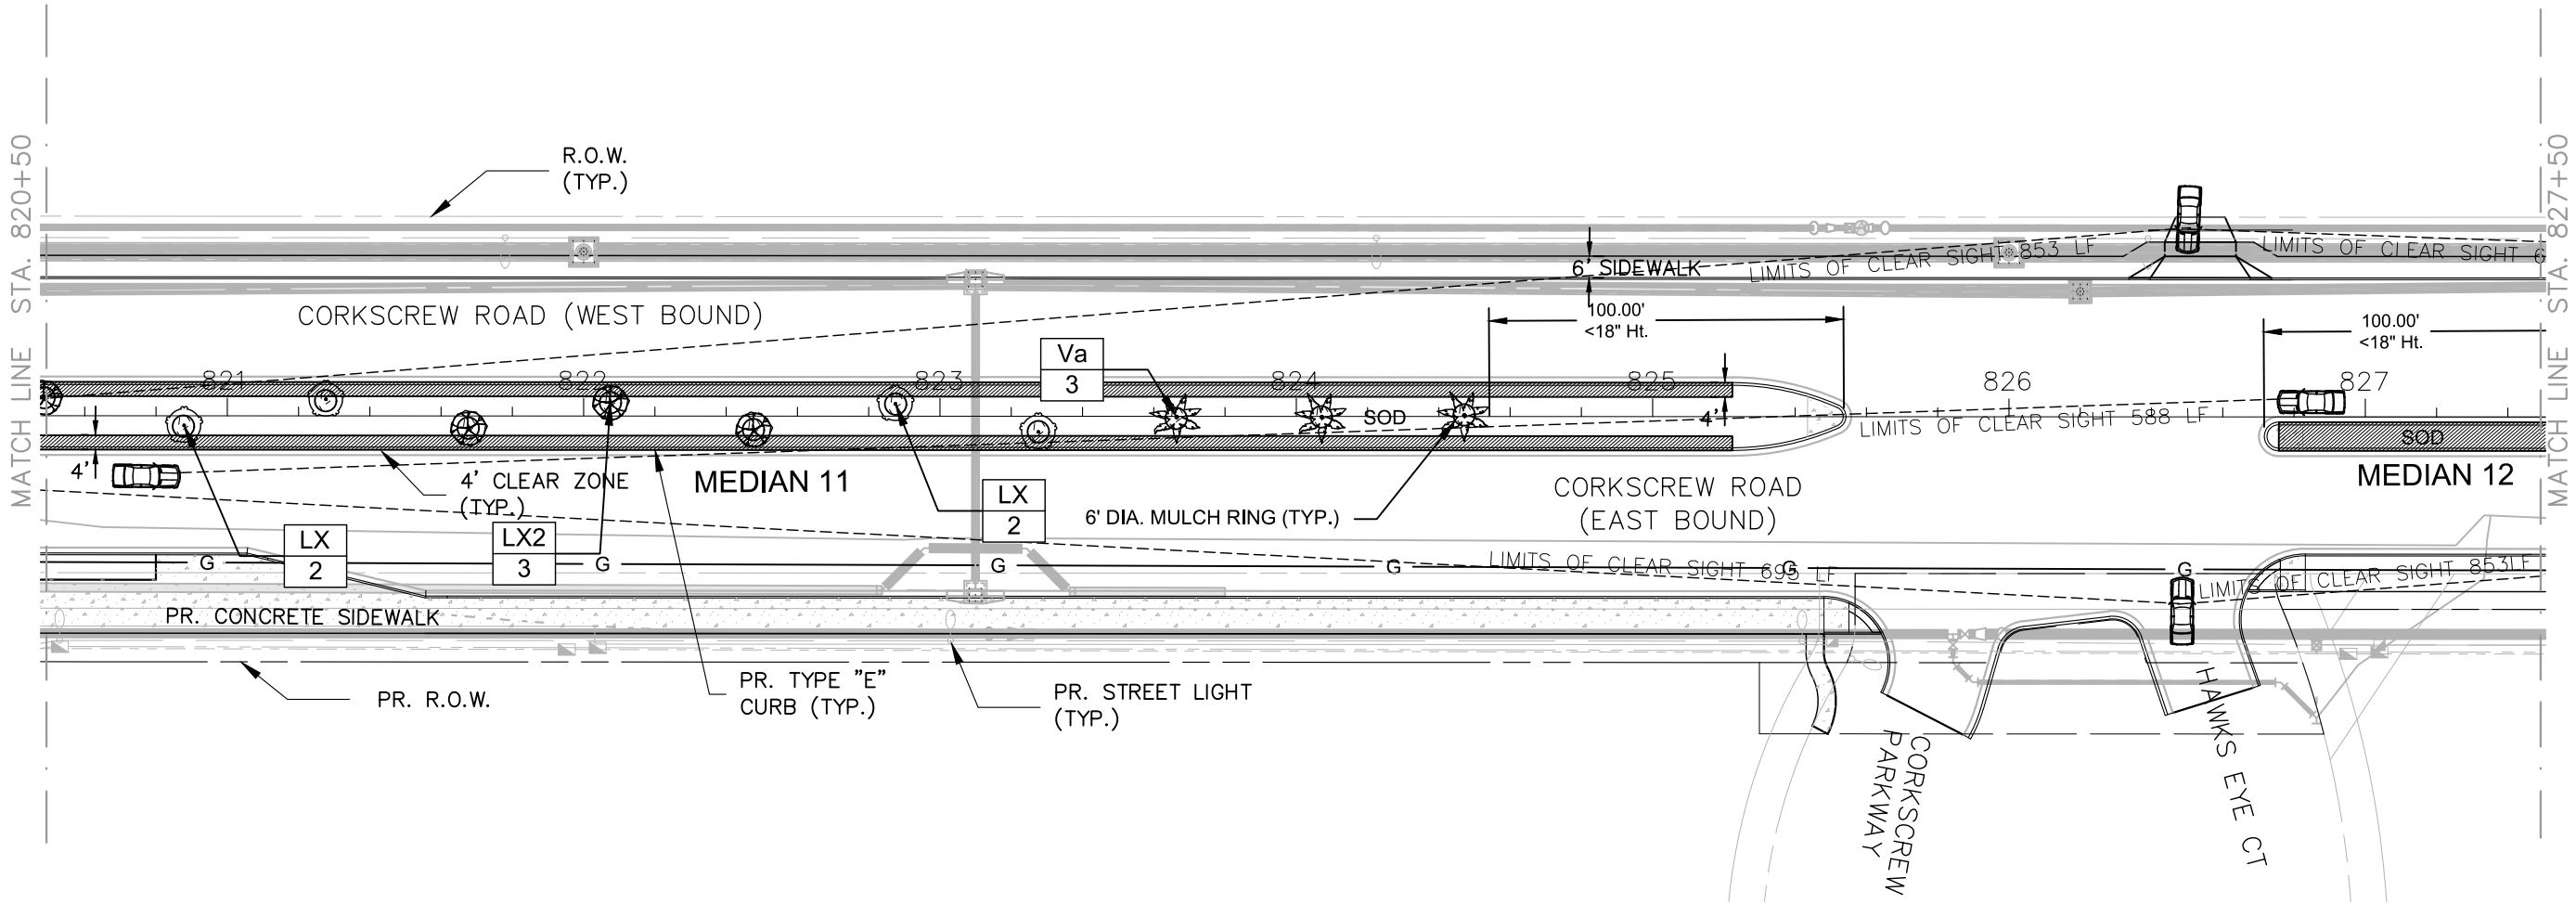 MATCH LINE STA. 820+50
R.O.W.
(TYP.)
6' SIDEWALK
LIMITS OF CLEAR SIGHT 853 LF
LIMITS OF CLEAR SIGHT 6
CORKSCREW ROAD (WEST BOUND)
100.00'
<18" Ht.
100.00'
<18" Ht.
Va
3
821
822
823
824
825
826
827
SOD
4'
LIMITS OF CLEAR SIGHT 588 LF
SOD
4'
4' CLEAR ZONE
(TYP.)
MEDIAN 11
MEDIAN 12
LX
2
6' DIA. MULCH RING (TYP.)
CORKSCREW ROAD
(EAST BOUND)
LX
2
LX2
3
G
G
G
G
G
G
LIMITS OF CLEAR SIGHT 695 LF
LIMITS OF CLEAR SIGHT 853LF
PR. CONCRETE SIDEWALK
PR. R.O.W.
PR. TYPE "E"
CURB (TYP.)
PR. STREET LIGHT
(TYP.)
CORKSCREW
PARKWAY
HAWKS EYE CT
MATCH LINE STA. 827+50